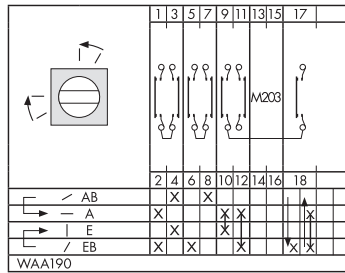 1 3 5 7 9 11 13 15 17
M203
2 4 6 8 10 12 14 16 18
AB X X
A X X X X
E X X
EB X X X X X
WAA190